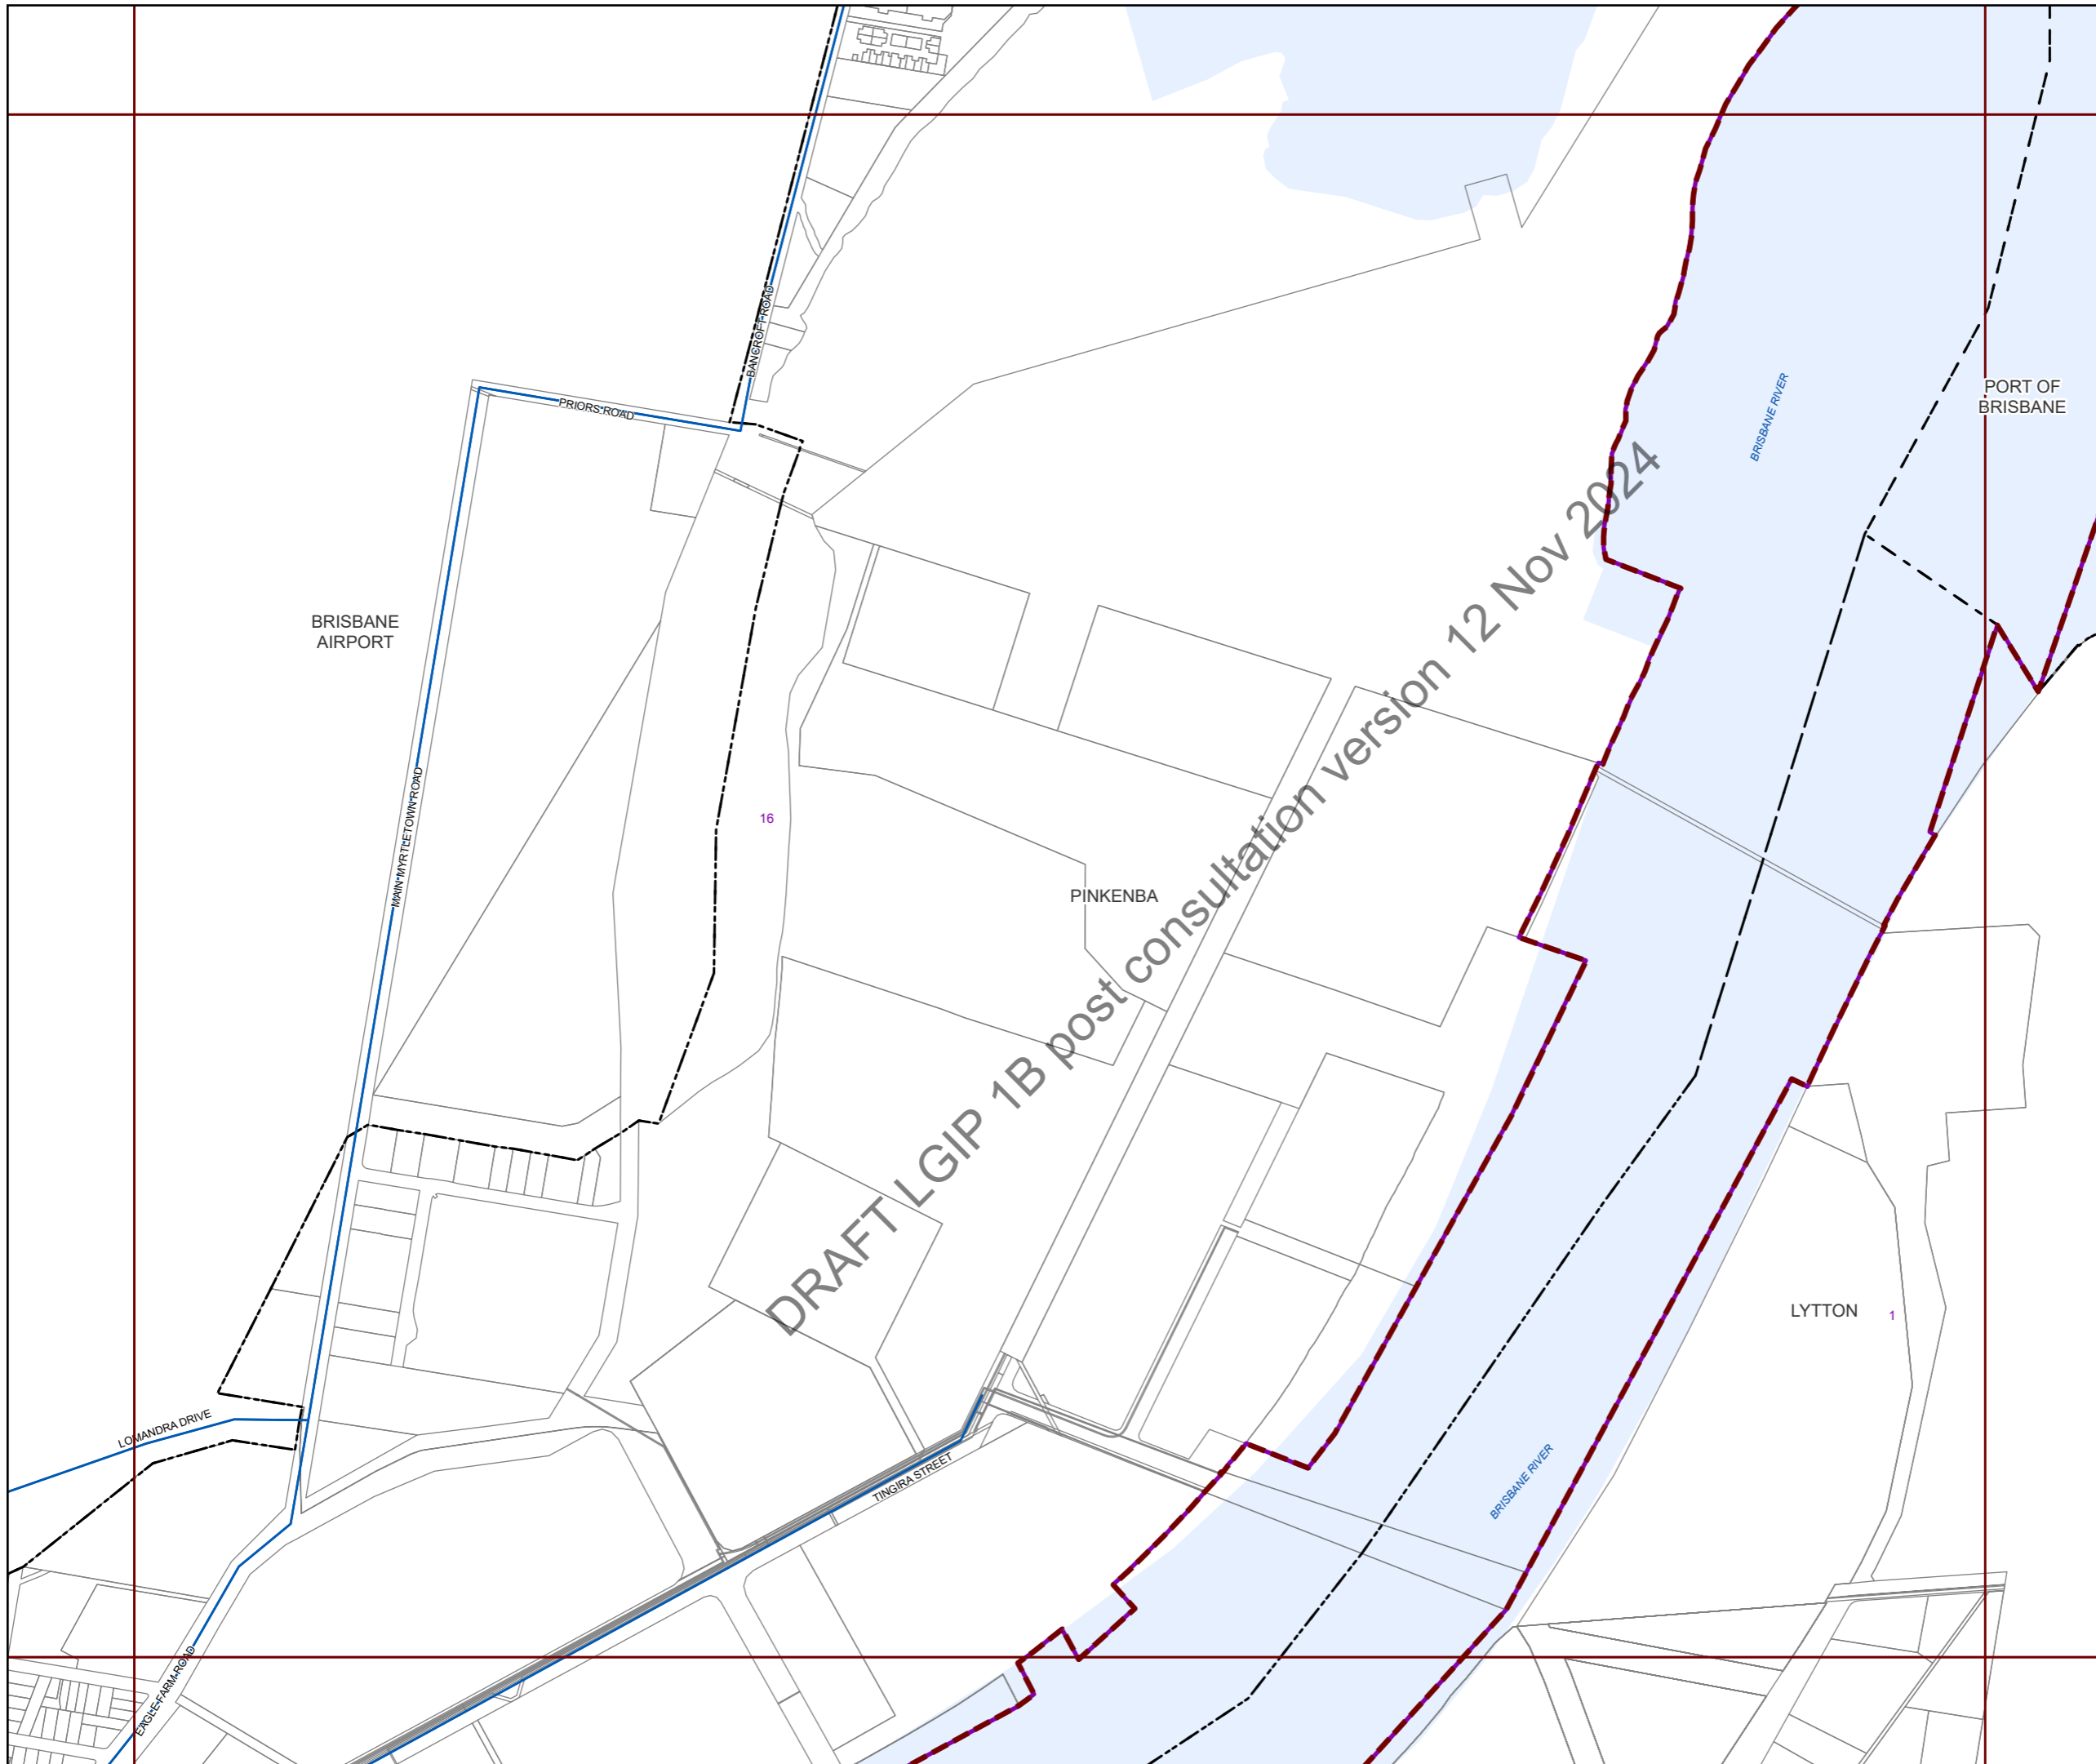 BANCROFT ROAD
PRIORS ROAD
BRISBANE RIVER
PORT OF
BRISBANE
BRISBANE
AIRPORT
MAIN MYRTLETOWN ROAD
16
PINKENBA
DRAFT LGIP 1B post consultation version 12 Nov 2024
LYTTON
1
LOMANDRA DRIVE
TINGIRA STREET
BRISBANE RIVER
EAGLE FARM ROAD